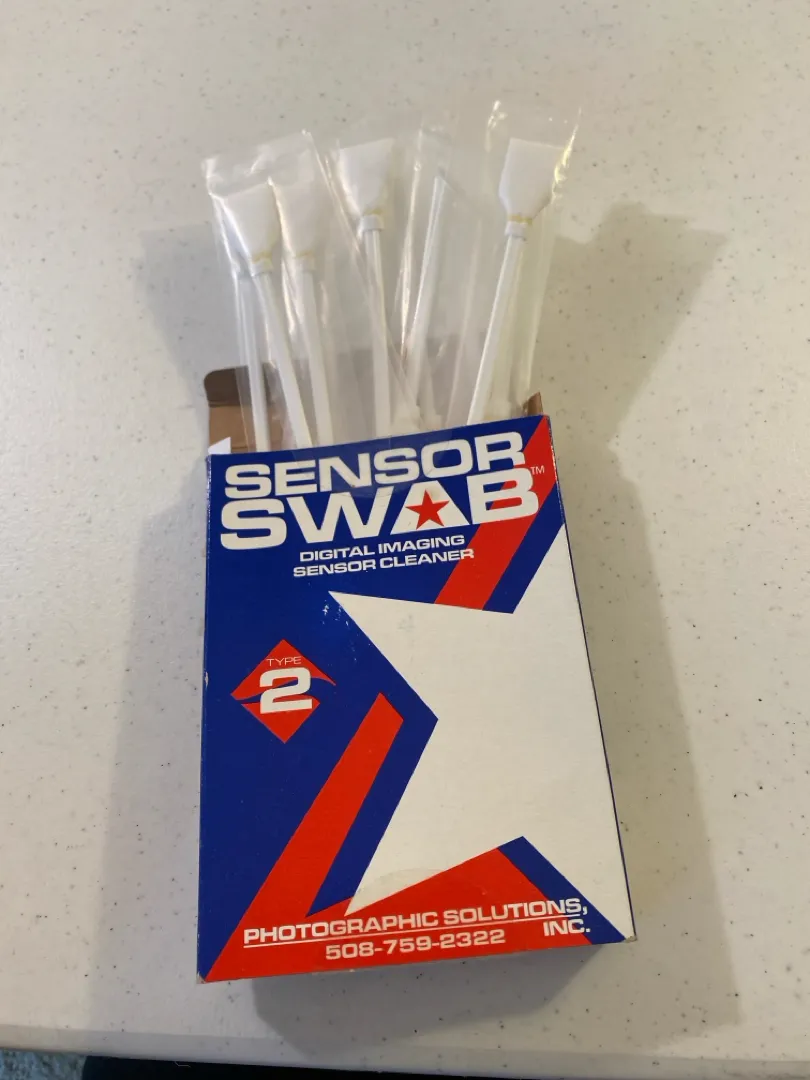 SENSOR
SWAB™
DIGITAL IMAGING
SENSOR CLEANER
TYPE
2
PHOTOGRAPHIC SOLUTIONS,
INC.
508-759-2322